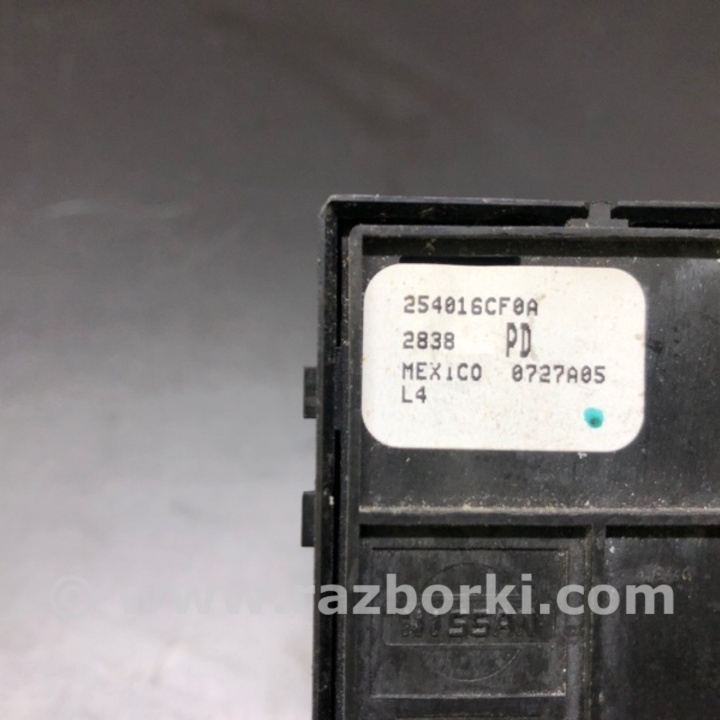 254016CF0A
2838 PD
MEXICO 0727A05
L4
© www.razborki.com
NISSAN